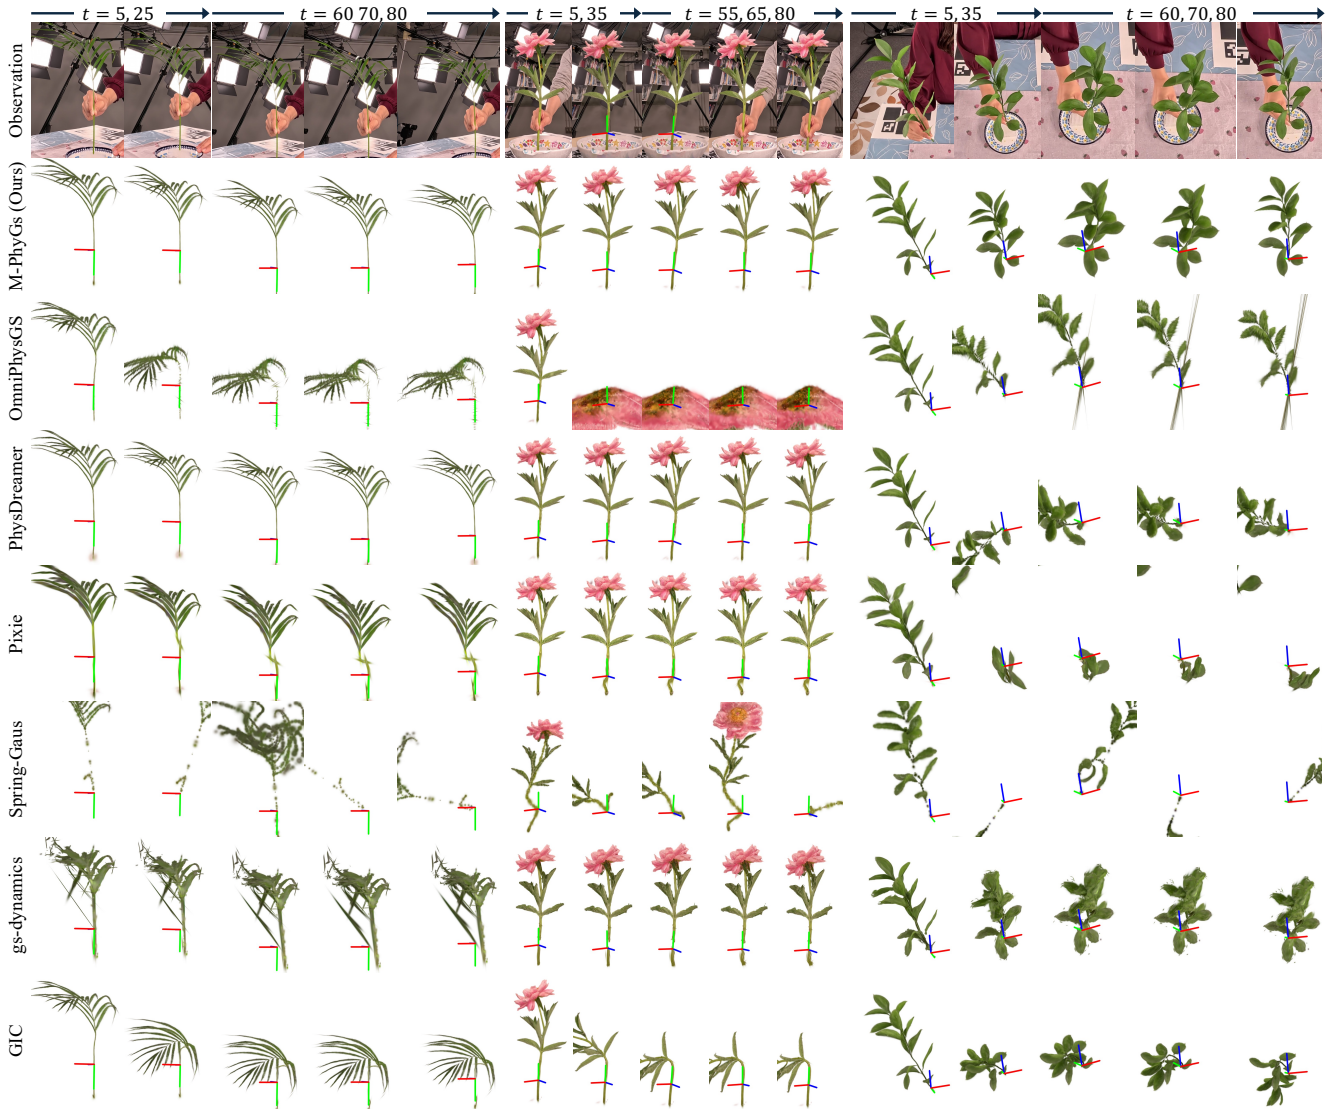 t = 5, 25
t = 60 70, 80
t = 5, 35
t = 55, 65, 80
t = 5, 35
t = 60, 70, 80
Observation
M-PhyGs (Ours)
OmniPhysGS
PhysDreamer
Pixie
Spring-Gaus
gs-dynamics
GIC